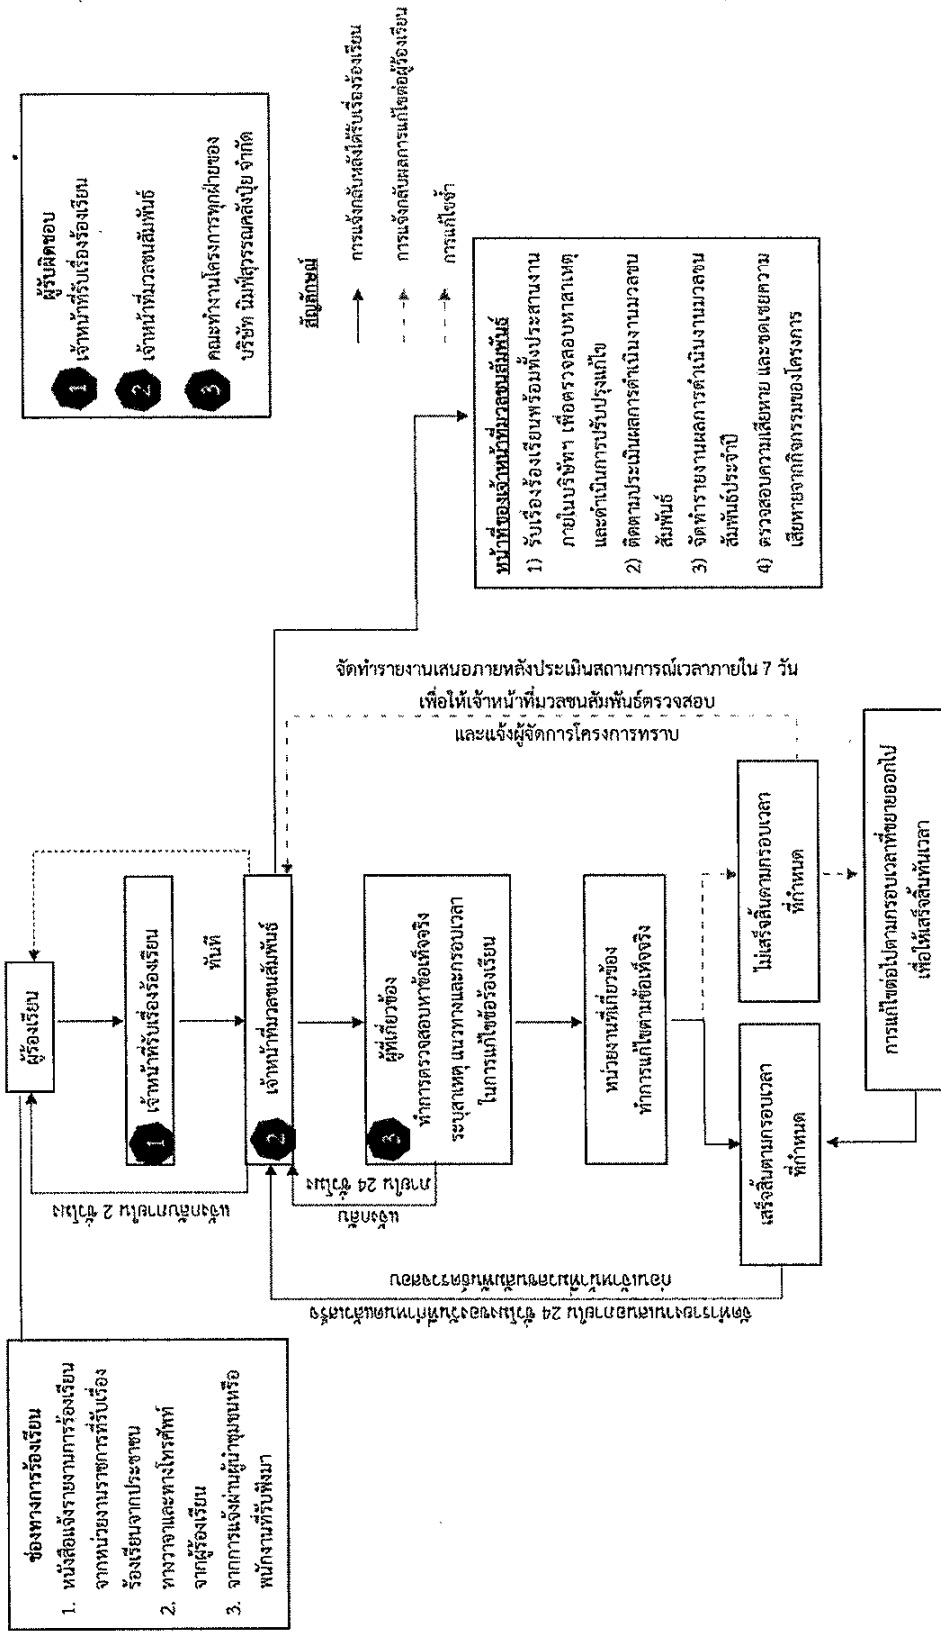 ช่องทางการร้องเรียน
1. หนังสือแจ้งรายงานการร้องเรียน
จากหน่วยงานราชการที่รับเรื่อง
ร้องเรียนจากประชาชน
2. ทางวาจาและทางโทรศัพท์
จากผู้ร้องเรียน
3. จากการแจ้งผ่านผู้นำชุมชนหรือ
พนักงานที่รับฟังมา
ผู้ร้องเรียน
แจ้งกลับภายใน 2 ชั่วโมง
1 เจ้าหน้าที่รับเรื่องร้องเรียน
ทันที
2 เจ้าหน้าที่มวลชนสัมพันธ์
แจ้งกลับ
ภายใน 24 ชั่วโมง
3
ผู้ที่เกี่ยวข้อง
ทำการตรวจสอบหาข้อเท็จจริง
ระบุสาเหตุ แนวทางและกรอบเวลา
ในการแก้ไขข้อร้องเรียน
หน่วยงานที่เกี่ยวข้อง
ทำการแก้ไขตามข้อเท็จจริง
จัดทำรายงานเสนอภายใน 24 ชั่วโมงของวันที่กำหนดแล้วเสร็จ
ก่อนเจ้าหน้าที่มวลชนสัมพันธ์ตรวจสอบ
เสร็จสิ้นตามกรอบเวลา
ที่กำหนด
ไม่เสร็จสิ้นตามกรอบเวลา
ที่กำหนด
การแก้ไขต่อไปตามกรอบเวลาที่ขยายออกไป
เพื่อให้เสร็จสิ้นทันเวลา
จัดทำรายงานเสนอภายหลังประเมินสถานการณ์เวลาภายใน 7 วัน
เพื่อให้เจ้าหน้าที่มวลชนสัมพันธ์ตรวจสอบ
และแจ้งผู้จัดการโครงการทราบ
ผู้รับผิดชอบ
1 เจ้าหน้าที่รับเรื่องร้องเรียน
2 เจ้าหน้าที่มวลชนสัมพันธ์
3 คณะทำงานโครงการทุกฝ่ายของ
บริษัท นิมฟ์สุวรรณคลังปุ๋ย จำกัด
สัญลักษณ์
การแจ้งกลับหลังได้รับเรื่องร้องเรียน
การแจ้งกลับผลการแก้ไขต่อผู้ร้องเรียน
การแก้ไขซ้ำ
หน้าที่ของเจ้าหน้าที่มวลชนสัมพันธ์
1) รับเรื่องร้องเรียนพร้อมทั้งประสานงาน
ภายในบริษัทฯ เพื่อตรวจสอบหาสาเหตุ
และดำเนินการปรับปรุงแก้ไข
2) ติดตามประเมินผลการดำเนินงานมวลชน
สัมพันธ์
3) จัดทำรายงานผลการดำเนินงานมวลชน
สัมพันธ์ประจำปี
4) ตรวจสอบความเสียหาย และชดเชยความ
เสียหายจากกิจกรรมของโครงการ